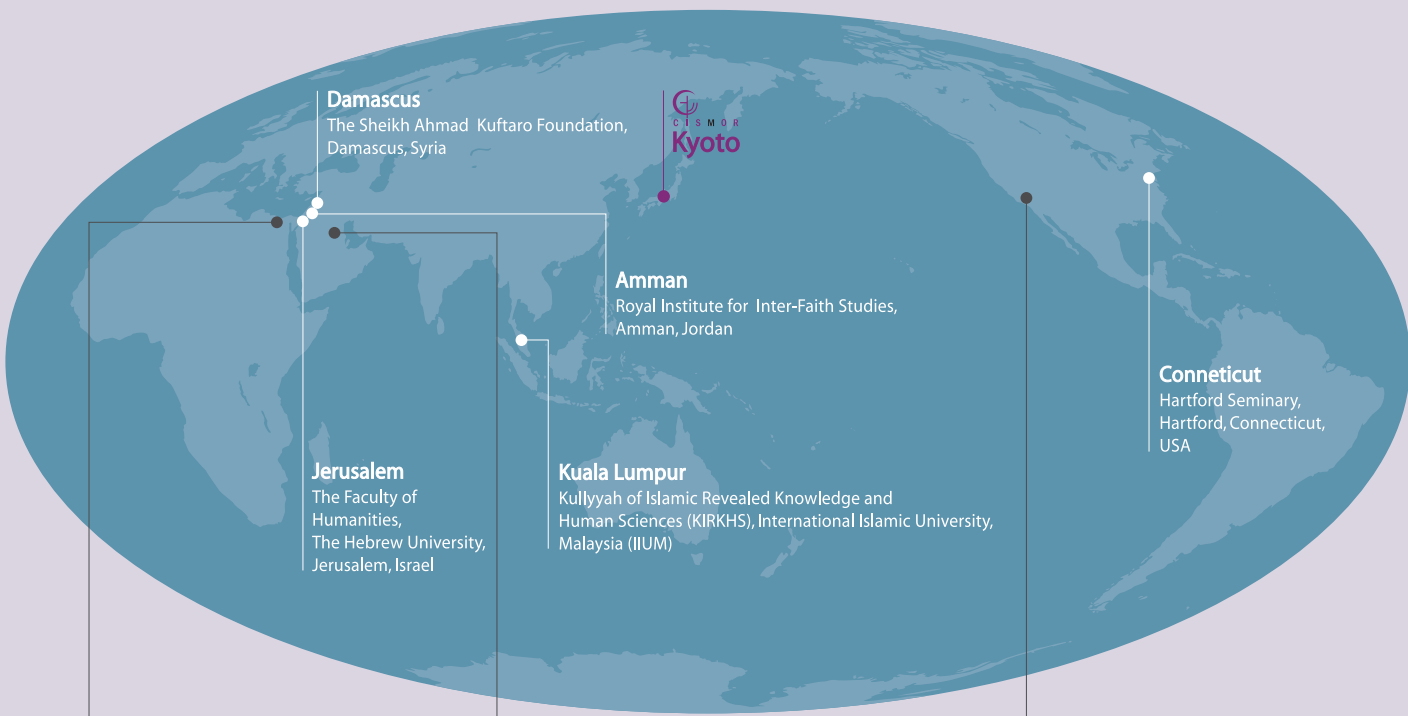 Damascus
The Sheikh Ahmad Kuftaro Foundation,
Damascus, Syria
CISMOR
Kyoto
Amman
Royal Institute for Inter-Faith Studies,
Amman, Jordan
Conneticut
Hartford Seminary,
Hartford, Connecticut,
USA
Jerusalem
The Faculty of
Humanities,
The Hebrew University,
Jerusalem, Israel
Kuala Lumpur
Kullyyah of Islamic Revealed Knowledge and
Human Sciences (KIRKHS), International Islamic University,
Malaysia (IIUM)